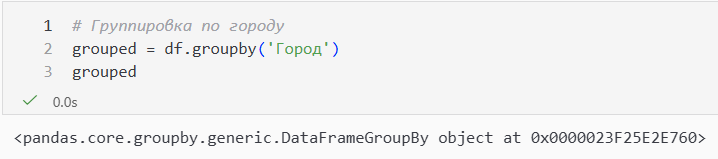 1 # Группировка по городу
2 grouped = df.groupby('Город')
3 grouped
0.0s
<pandas.core.groupby.generic.DataFrameGroupBy object at 0x0000023F25E2E760>